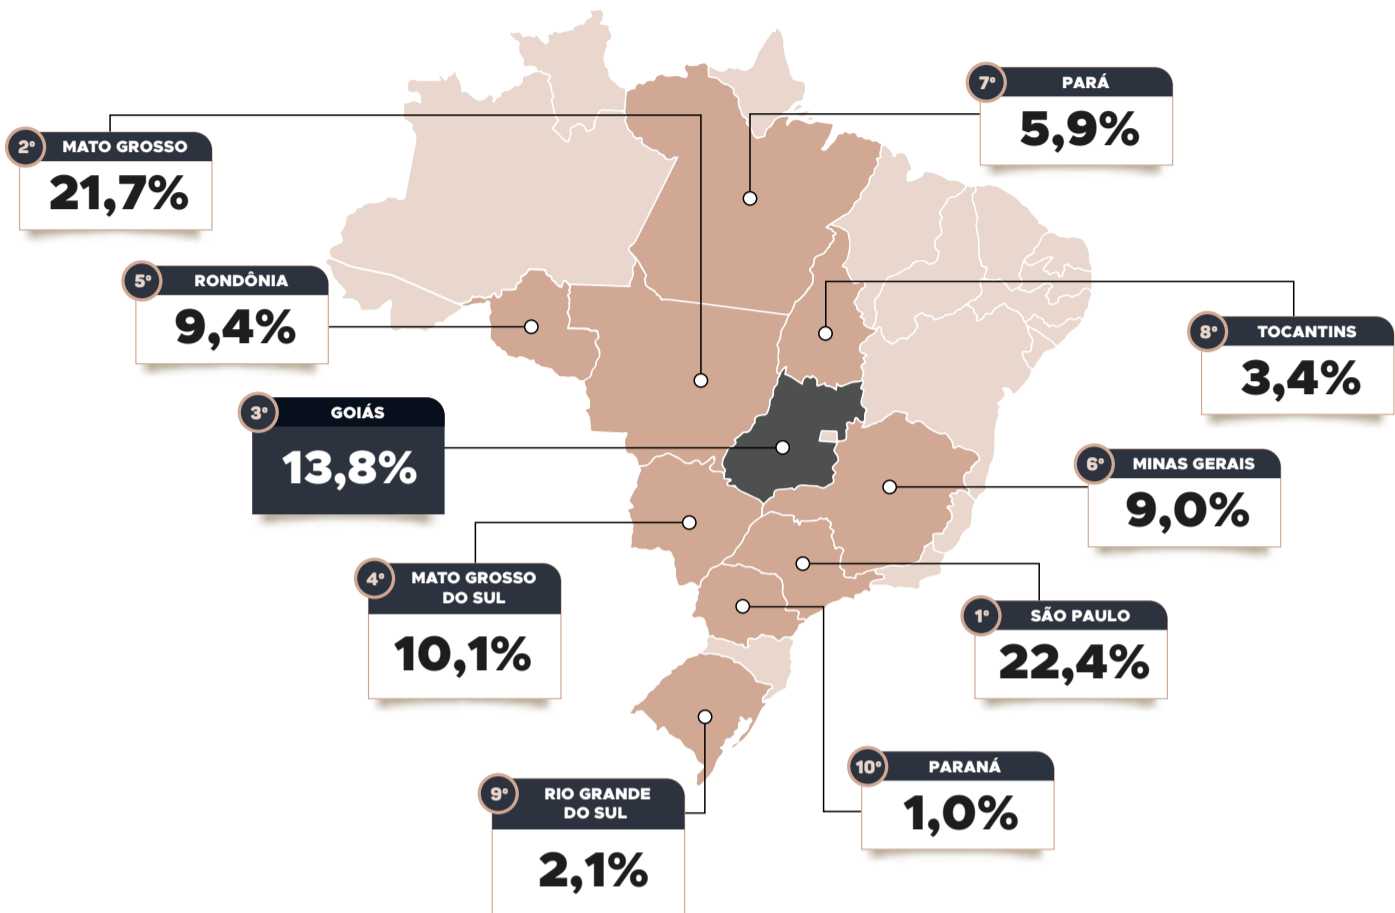 7º PARÁ
5,9%
2º MATO GROSSO
21,7%
5º RONDÔNIA
9,4%
8º TOCANTINS
3,4%
3º GOIÁS
13,8%
6º MINAS GERAIS
9,0%
4º MATO GROSSO
DO SUL
10,1%
1º SÃO PAULO
22,4%
10º PARANÁ
1,0%
9º RIO GRANDE
DO SUL
2,1%